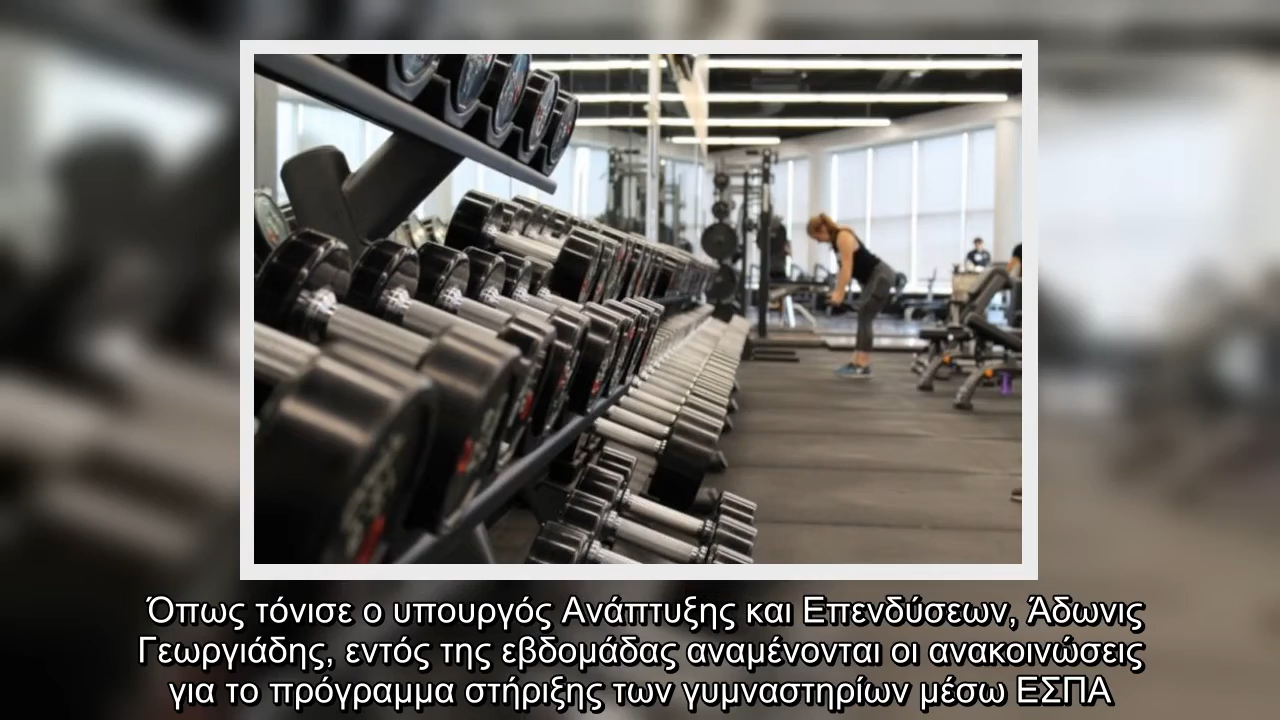 Όπως τόνισε ο υπουργός Ανάπτυξης και Επενδύσεων, Άδωνις
Γεωργιάδης, εντός της εβδομάδας αναμένονται οι ανακοινώσεις
για το πρόγραμμα στήριξης των γυμναστηρίων μέσω ΕΣΠΑ